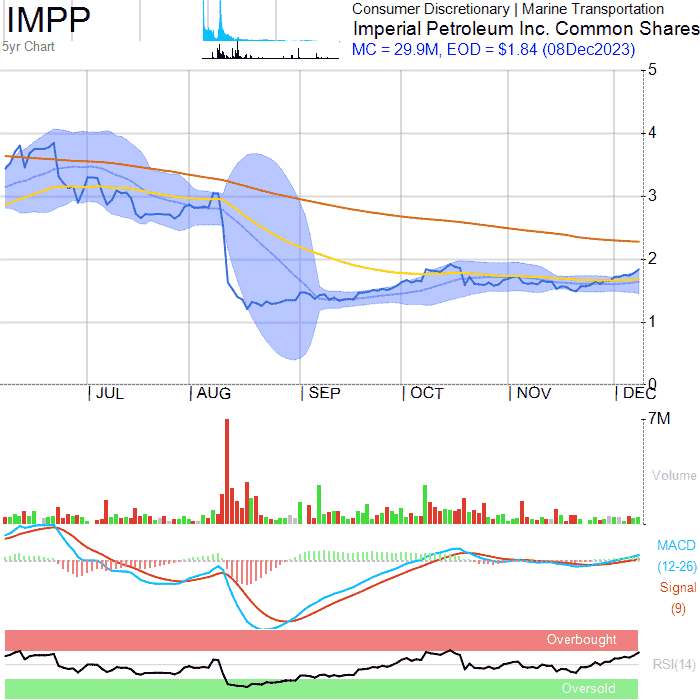 IMPP
5yr Chart
Consumer Discretionary | Marine Transportation
Imperial Petroleum Inc. Common Shares
MC = 29.9M, EOD = $1.84 (08Dec2023)
5
4
3
2
1
0
JUL AUG SEP OCT NOV DEC
7M
Volume
MACD
(12-26)
Signal
(9)
Overbought
RSI(14)
Oversold